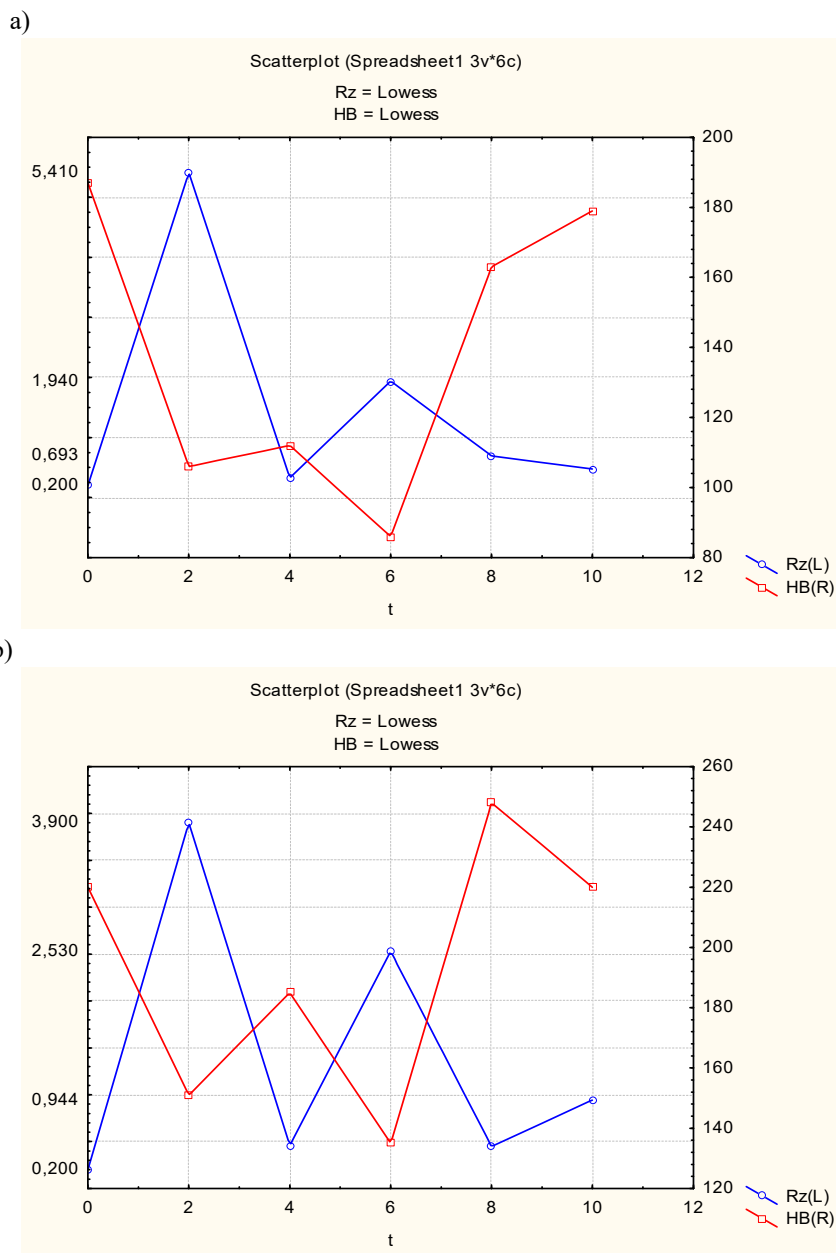 a)
Scatterplot (Spreadsheet1 3v*6c)
Rz = Lowess
HB = Lowess
5,410
1,940
0,693
0,200
200
180
160
140
120
100
80
0 2 4 6 8 10 12
t
Rz(L)
HB(R)
b)
Scatterplot (Spreadsheet1 3v*6c)
Rz = Lowess
HB = Lowess
3,900
2,530
0,944
0,200
260
240
220
200
180
160
140
120
0 2 4 6 8 10 12
t
Rz(L)
HB(R)